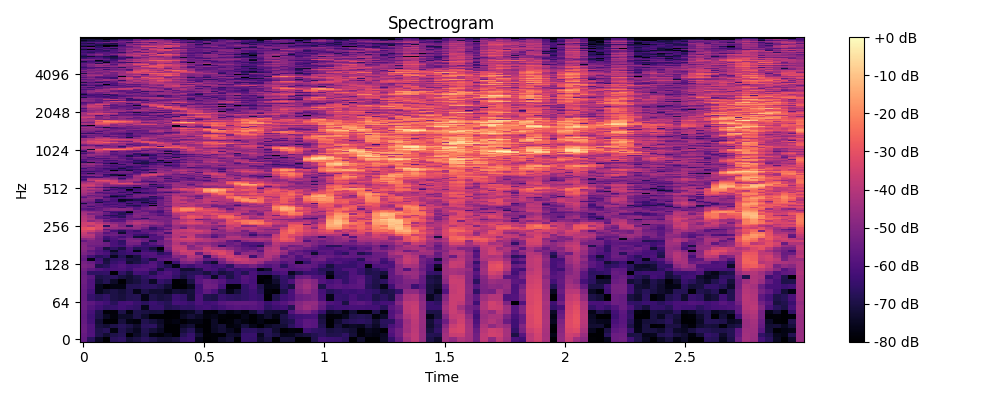 Spectrogram
Hz
4096
2048
1024
512
256
128
64
0
0
0.5
1
1.5
2
2.5
Time
+0 dB
-10 dB
-20 dB
-30 dB
-40 dB
-50 dB
-60 dB
-70 dB
-80 dB